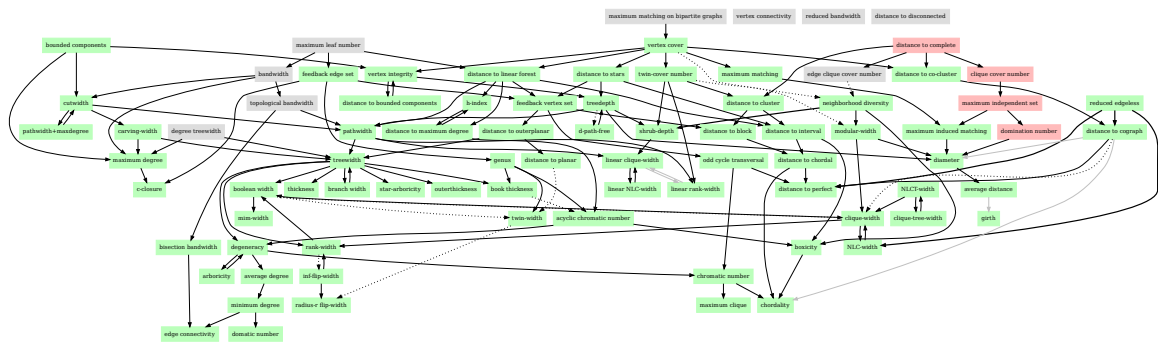 maximum matching on bipartite graphs
vertex connectivity
reduced bandwidth
distance to disconnected
bounded components
maximum leaf number
vertex cover
distance to complete
bandwidth
feedback edge set
vertex integrity
distance to linear forest
distance to stars
twin-cover number
maximum matching
edge clique cover number
distance to co-cluster
clique cover number
cutwidth
topological bandwidth
distance to bounded components
h-index
feedback vertex set
treedepth
distance to cluster
neighborhood diversity
maximum independent set
reduced edgeless
pathwidth+maxdegree
carving-width
degree treewidth
pathwidth
distance to maximum degree
distance to outerplanar
d-path-free
shrub-depth
distance to block
distance to interval
modular-width
maximum induced matching
domination number
distance to cograph
maximum degree
treewidth
genus
distance to planar
linear clique-width
odd cycle transversal
distance to chordal
diameter
c-closure
boolean width
thickness
branch width
star-arboricity
outerthickness
book thickness
linear NLC-width
linear rank-width
distance to perfect
NLCT-width
average distance
mim-width
twin-width
acyclic chromatic number
clique-width
clique-tree-width
girth
bisection bandwidth
degeneracy
rank-width
boxicity
NLC-width
arboricity
average degree
inf-flip-width
chromatic number
minimum degree
radius-r flip-width
maximum clique
chordality
edge connectivity
domatic number